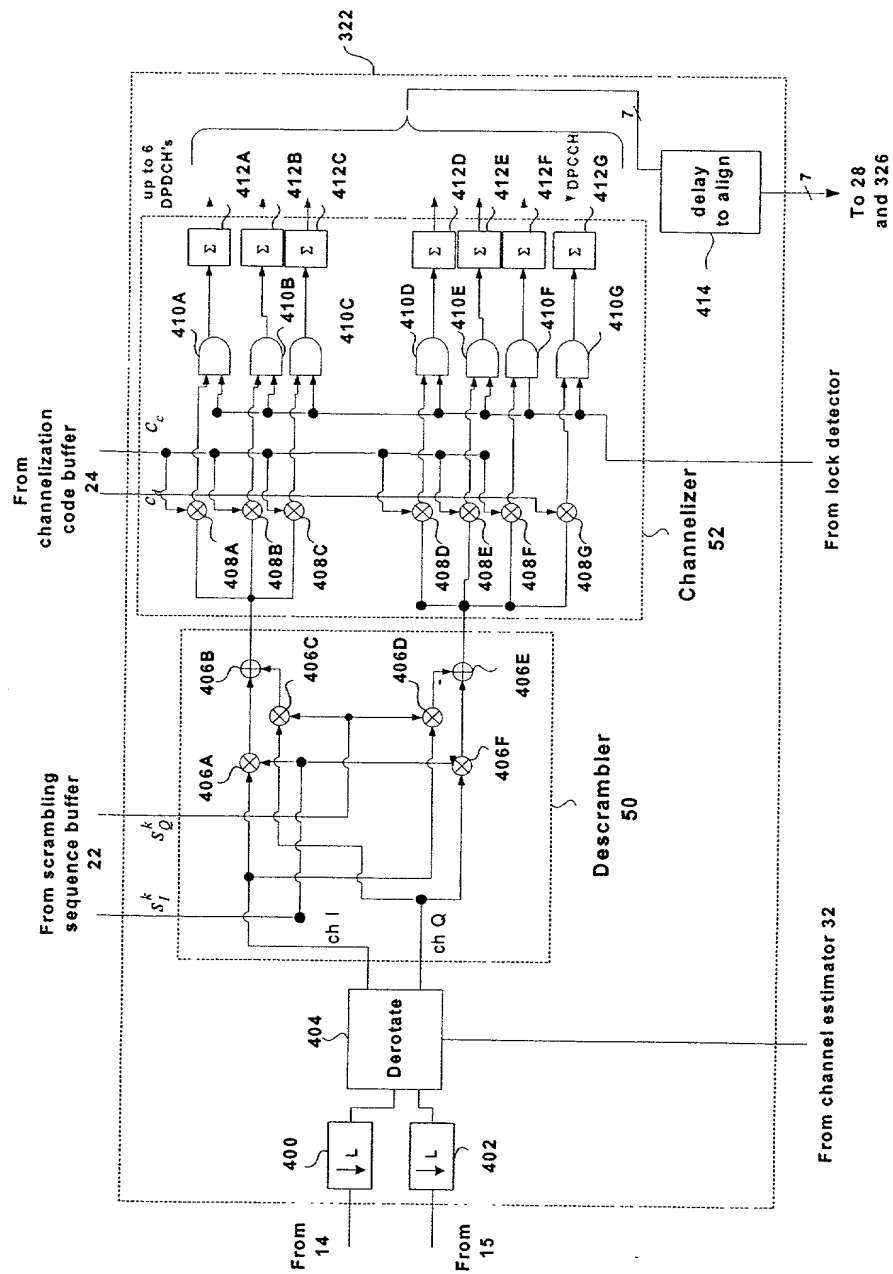 322
up to 6
DPDCH's
412A
412B
412C
412D
412E
412F
DPCCH
412G
7
7
delay
to align
414
To 28
and 326
Σ
Σ
Σ
Σ
Σ
Σ
Σ
410A
410B
410C
410D
410E
410F
410G
From
channelization
code buffer
24
C_c
C_d
408A
408B
408C
408D
408E
408F
408G
Channelizer
52
From lock detector
406B
406C
406D
406E
406A
406F
From scrambling
sequence buffer
22
S_Q^k
S_I^k
-
Descrambler
50
ch I
ch Q
404
Derotate
From channel estimator 32
400
↓ L
↓ L
402
From
14
From
15